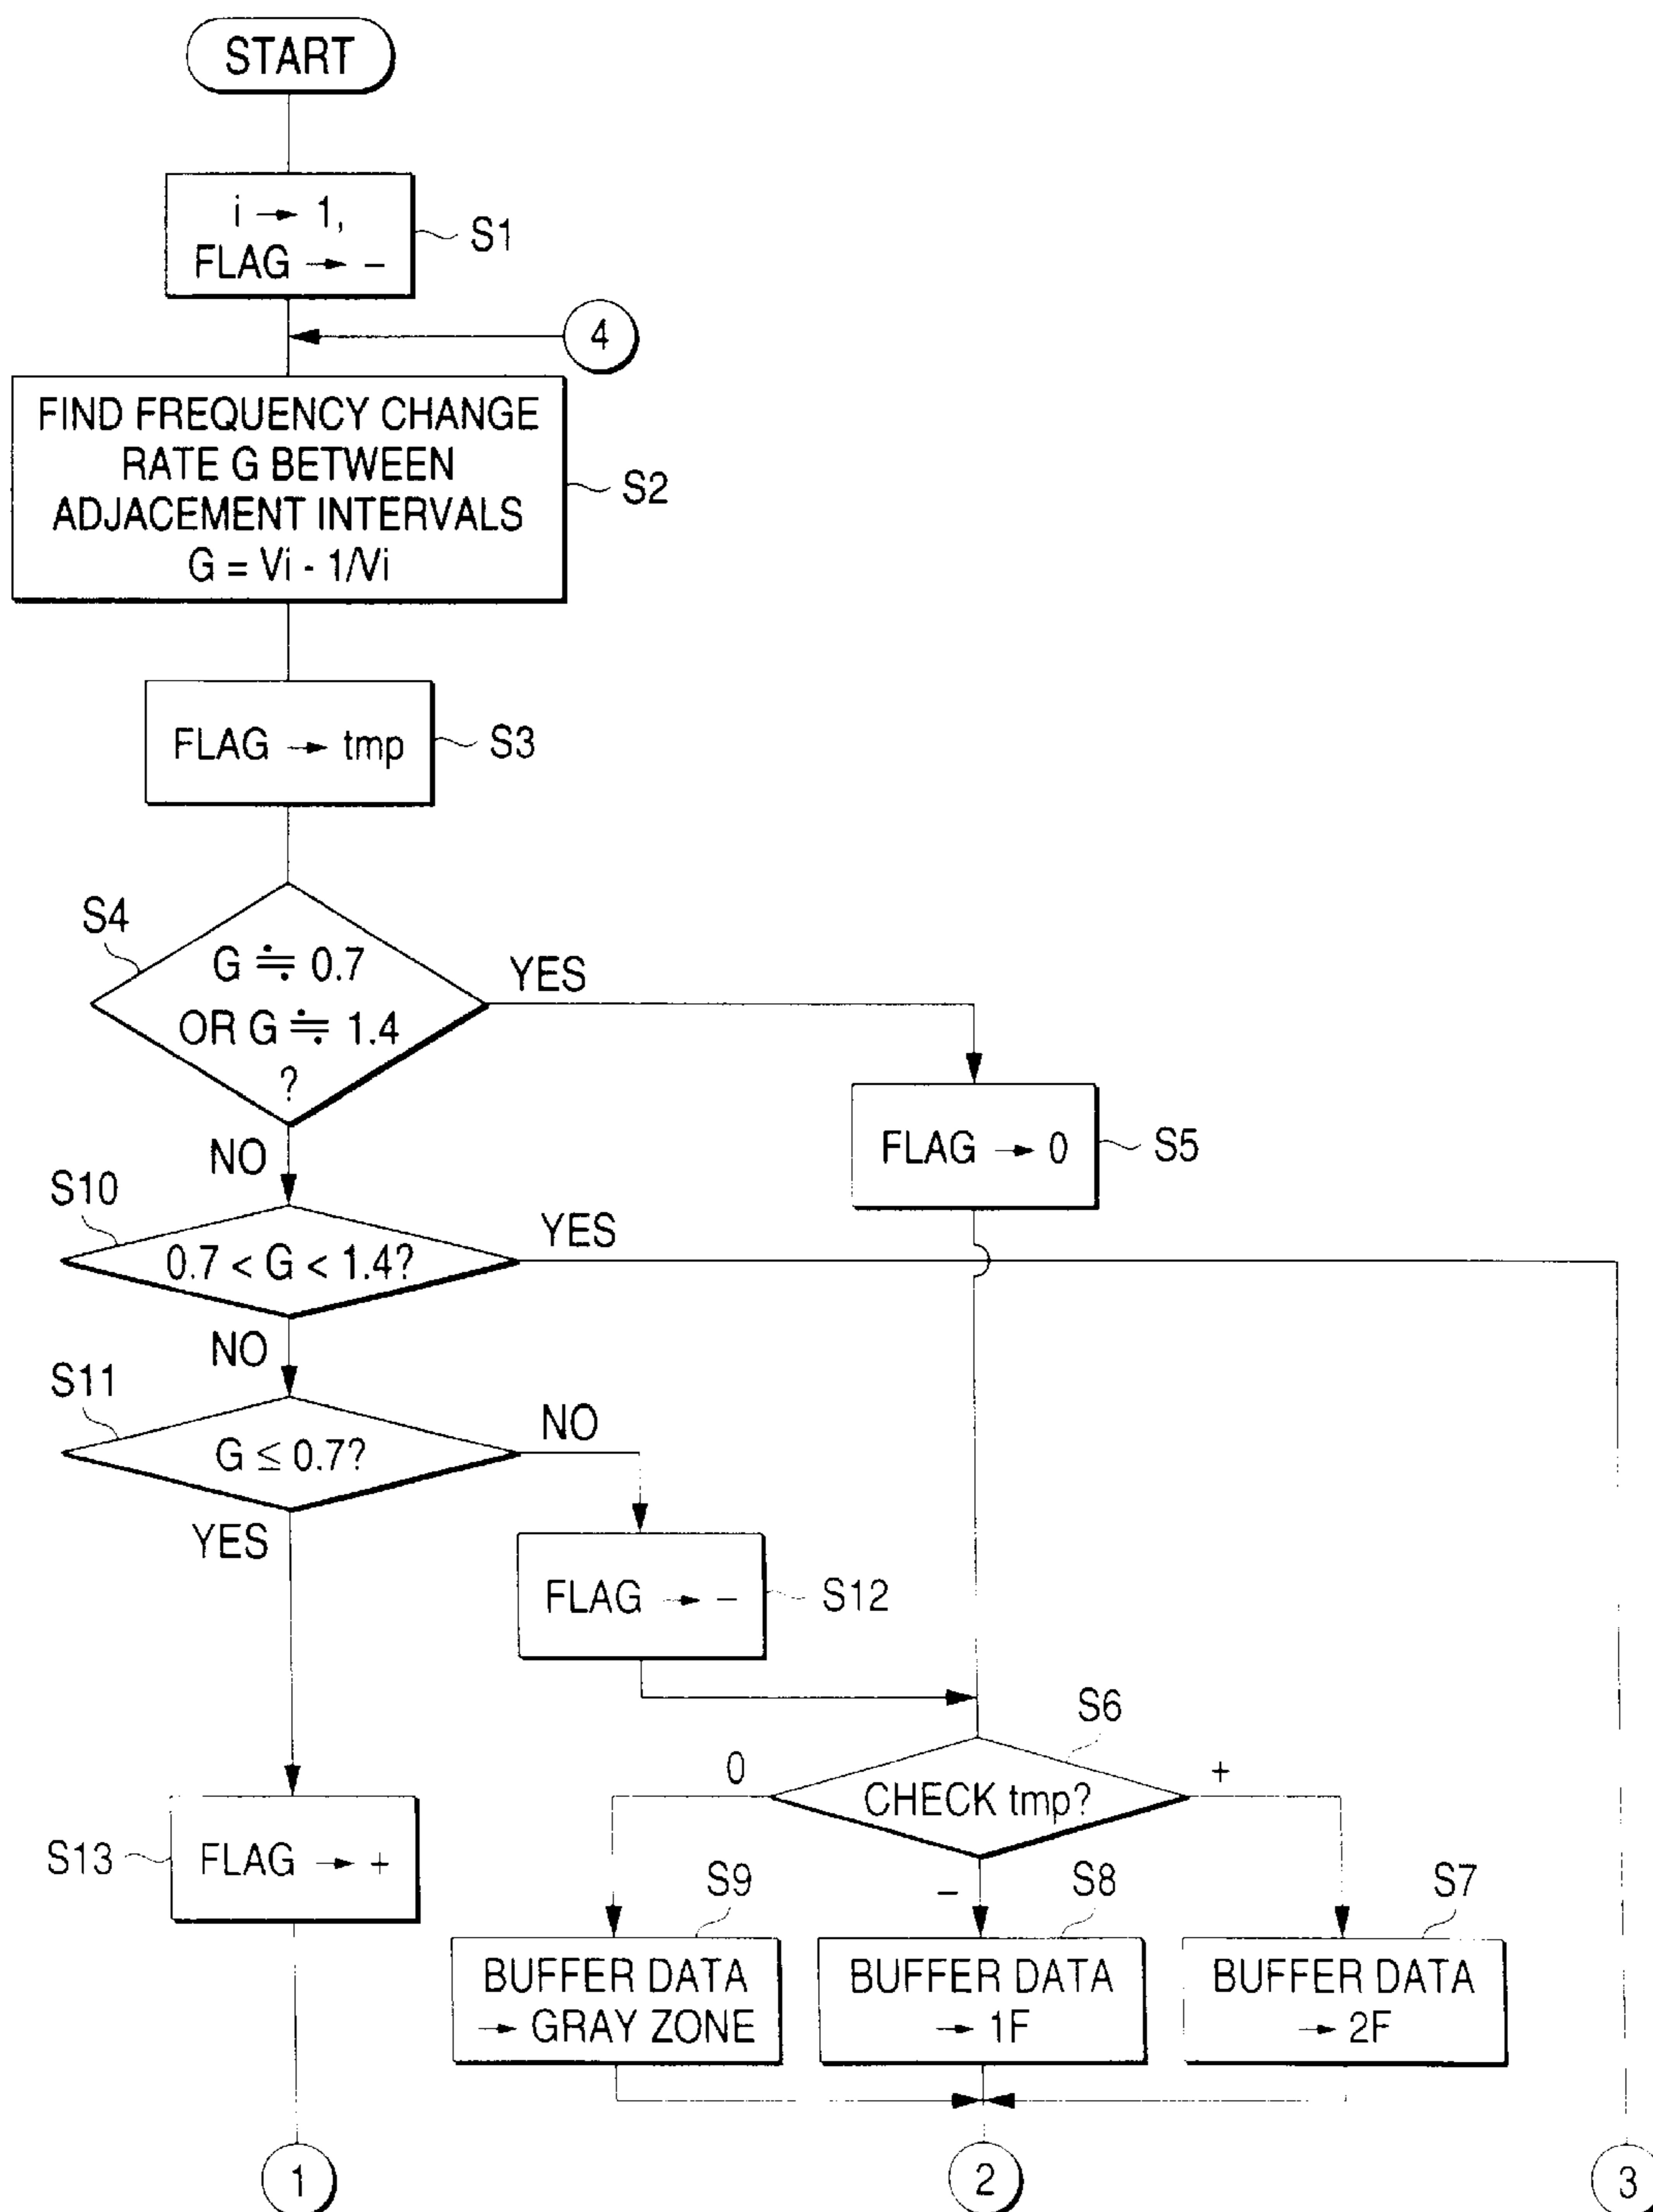 START
i → 1,
FLAG → –
S1
4
FIND FREQUENCY CHANGE
RATE G BETWEEN
ADJACEMENT INTERVALS
G = Vi - 1/Vi
S2
FLAG → tmp
S3
S4
G ≒ 0.7
OR G ≒ 1.4
?
YES
NO
FLAG → 0
S5
S10
0.7 < G < 1.4?
YES
NO
S11
G ≤ 0.7?
NO
YES
FLAG → –
S12
S6
CHECK tmp?
0
+
–
S13
FLAG → +
S9
BUFFER DATA
→ GRAY ZONE
S8
BUFFER DATA
→ 1F
S7
BUFFER DATA
→ 2F
1
2
3